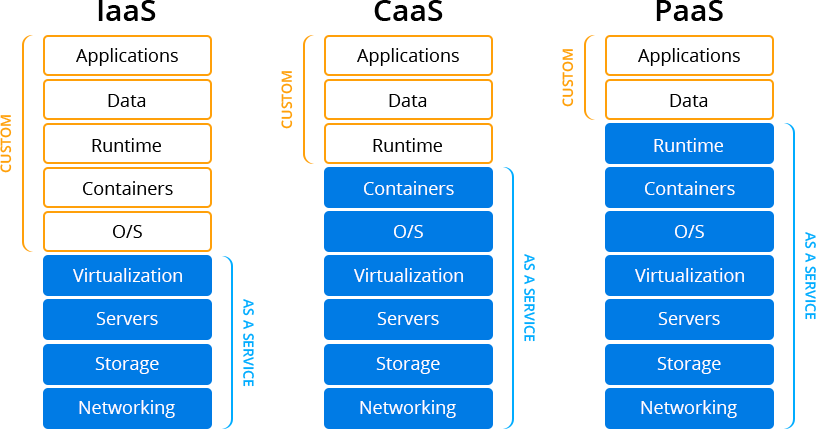 IaaS
CUSTOM
Applications
Data
Runtime
Containers
O/S
Virtualization
Servers
Storage
Networking
AS A SERVICE
CaaS
CUSTOM
Applications
Data
Runtime
Containers
O/S
Virtualization
Servers
Storage
Networking
AS A SERVICE
PaaS
CUSTOM
Applications
Data
Runtime
Containers
O/S
Virtualization
Servers
Storage
Networking
AS A SERVICE